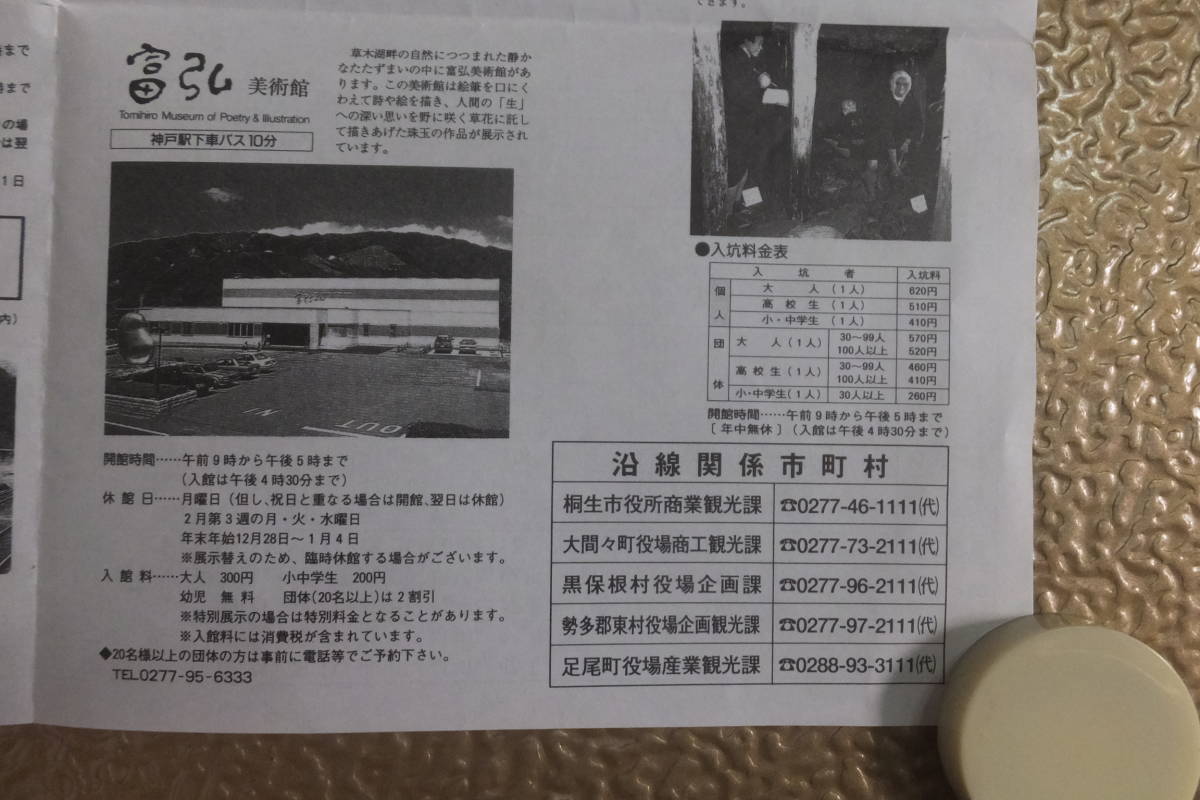 時まで
時まで
の場
は翌
1日
内)
富弘 美術館
Tomihiro Museum of Poetry & Illustration
神戸駅下車バス10分
草木湖畔の自然につつまれた静か
なたたずまいの中に富弘美術館があ
ります。この美術館は絵筆を口にく
わえて詩や絵を描き、人間の「生」
への深い思いを野に咲く草花に託し
て描きあげた珠玉の作品が展示され
ています。
富弘
IN
OUT
開館時間……午前9時から午後5時まで
(入館は午後4時30分まで)
休館日……月曜日(但し、祝日と重なる場合は開館、翌日は休館)
2月第3週の月・火・水曜日
年末年始12月28日〜1月4日
※展示替えのため、臨時休館する場合がございます。
入館料……大人 300円 小中学生 200円
幼児 無料 団体(20名以上)は2割引
※特別展示の場合は特別料金となることがあります。
※入館料には消費税が含まれています。
◆20名様以上の団体の方は事前に電話等でご予約下さい。
TEL0277-95-6333
できます。
●入坑料金表
入坑者 入坑料
個人 大人(1人) 620円
高校生(1人) 510円
小・中学生(1人) 410円
団体 大人(1人) 30〜99人 570円
100人以上 520円
高校生(1人) 30〜99人 460円
100人以上 410円
小・中学生(1人) 30人以上 260円
開館時間……午前9時から午後5時まで
〔年中無休〕(入館は午後4時30分まで)
沿線関係市町村
桐生市役所商業観光課 ☎0277-46-1111(代)
大間々町役場商工観光課 ☎0277-73-2111(代)
黒保根村役場企画課 ☎0277-96-2111(代)
勢多郡東村役場企画観光課 ☎0277-97-2111(代)
足尾町役場産業観光課 ☎0288-93-3111(代)